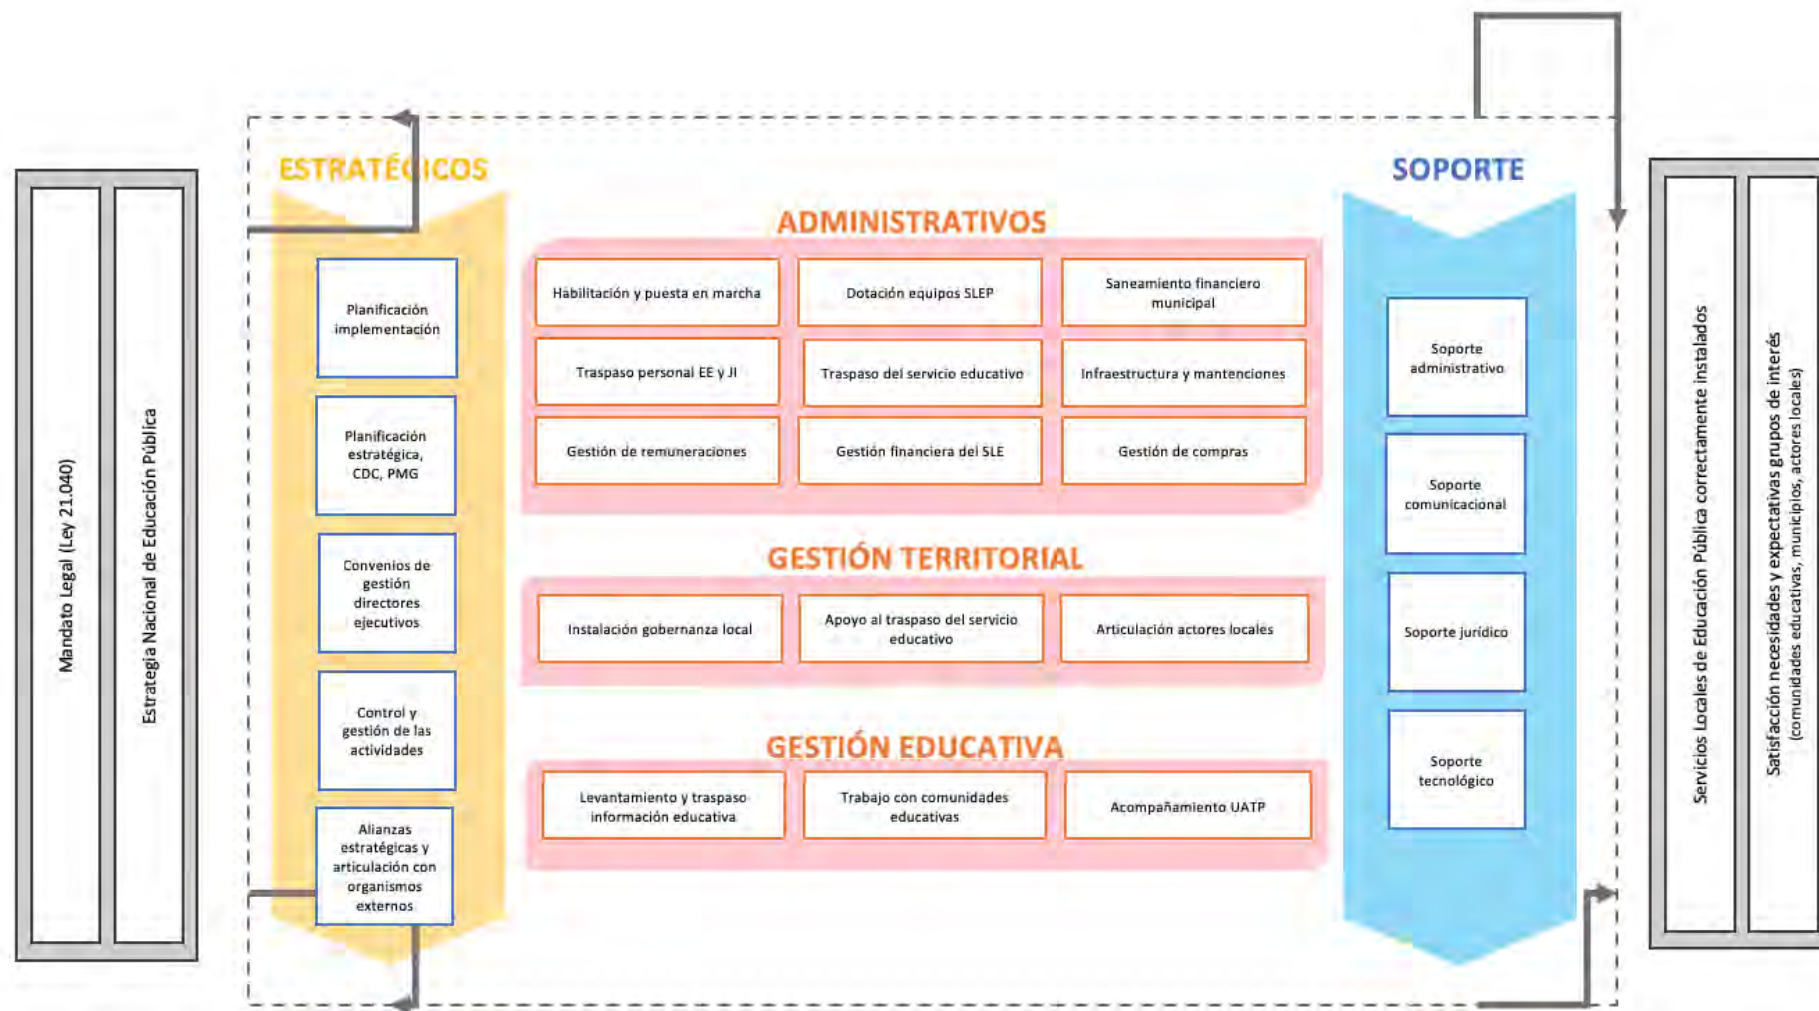 Mandato Legal (Ley 21.040)
Estrategia Nacional de Educación Pública
ESTRATÉGICOS
Planificación
implementación
Planificación
estratégica,
CDC, PMG
Convenios de
gestión
directores
ejecutivos
Control y
gestión de las
actividades
Alianzas
estratégicas y
articulación con
organismos
externos
ADMINISTRATIVOS
Habilitación y puesta en marcha
Dotación equipos SLEP
Saneamiento financiero
municipal
Traspaso personal EE y JI
Traspaso del servicio educativo
Infraestructura y mantenciones
Gestión de remuneraciones
Gestión financiera del SLE
Gestión de compras
GESTIÓN TERRITORIAL
Instalación gobernanza local
Apoyo al traspaso del servicio
educativo
Articulación actores locales
GESTIÓN EDUCATIVA
Levantamiento y traspaso
información educativa
Trabajo con comunidades
educativas
Acompañamiento UATP
SOPORTE
Soporte
administrativo
Soporte
comunicacional
Soporte jurídico
Soporte
tecnológico
Servicios Locales de Educación Pública correctamente instalados
Satisfacción necesidades y expectativas grupos de interés
(comunidades educativas, municipios, actores locales)